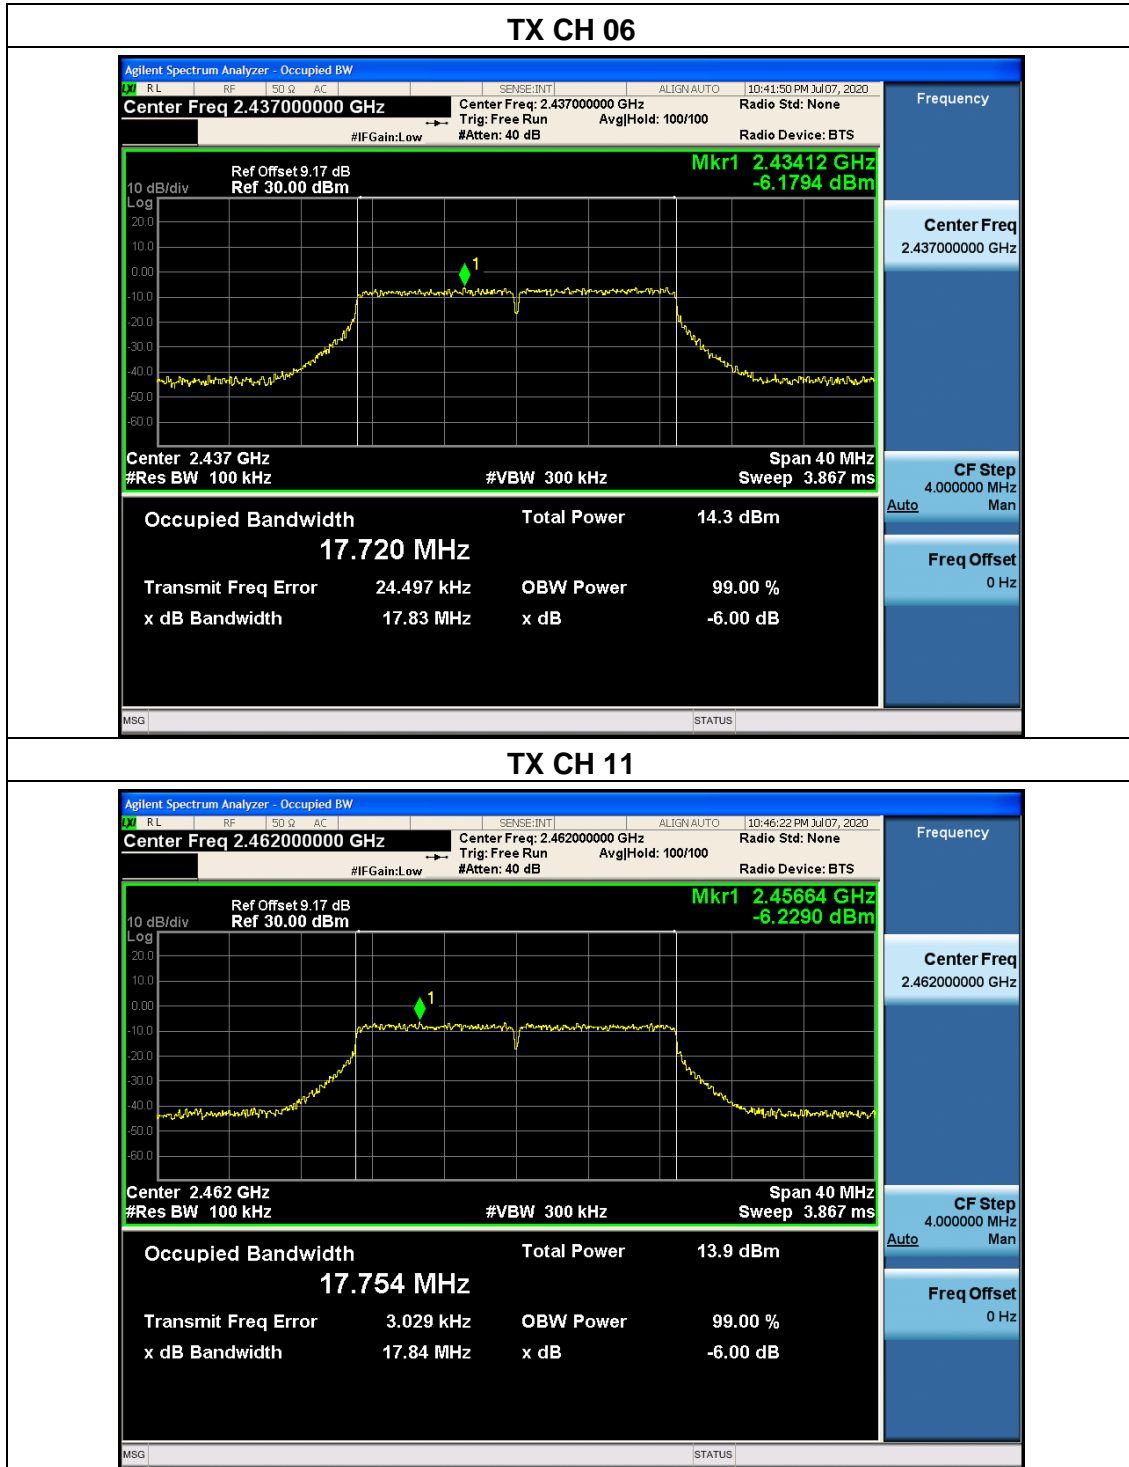 TX CH 06
Agilent Spectrum Analyzer - Occupied BW
LXI RL RF 50 Ω AC SENSE:INT ALIGN AUTO 10:41:50 PM Jul 07, 2020
Center Freq 2.437000000 GHz Center Freq: 2.437000000 GHz Radio Std: None
Trig: Free Run Avg|Hold: 100/100
#IFGain:Low #Atten: 40 dB Radio Device: BTS
Frequency
Mkr1 2.43412 GHz
-6.1794 dBm
Ref Offset 9.17 dB
10 dB/div Ref 30.00 dBm
Log
20.0
10.0
0.00
-10.0
-20.0
-30.0
-40.0
-50.0
-60.0
1
Center 2.437 GHz Span 40 MHz
#Res BW 100 kHz #VBW 300 kHz Sweep 3.867 ms
Occupied Bandwidth Total Power 14.3 dBm
17.720 MHz
Transmit Freq Error 24.497 kHz OBW Power 99.00 %
x dB Bandwidth 17.83 MHz x dB -6.00 dB
Center Freq
2.437000000 GHz
CF Step
4.000000 MHz
Auto Man
Freq Offset
0 Hz
MSG STATUS
TX CH 11
Agilent Spectrum Analyzer - Occupied BW
LXI RL RF 50 Ω AC SENSE:INT ALIGN AUTO 10:46:22 PM Jul 07, 2020
Center Freq 2.462000000 GHz Center Freq: 2.462000000 GHz Radio Std: None
Trig: Free Run Avg|Hold: 100/100
#IFGain:Low #Atten: 40 dB Radio Device: BTS
Frequency
Mkr1 2.45664 GHz
-6.2290 dBm
Ref Offset 9.17 dB
10 dB/div Ref 30.00 dBm
Log
20.0
10.0
0.00
-10.0
-20.0
-30.0
-40.0
-50.0
-60.0
1
Center 2.462 GHz Span 40 MHz
#Res BW 100 kHz #VBW 300 kHz Sweep 3.867 ms
Occupied Bandwidth Total Power 13.9 dBm
17.754 MHz
Transmit Freq Error 3.029 kHz OBW Power 99.00 %
x dB Bandwidth 17.84 MHz x dB -6.00 dB
Center Freq
2.462000000 GHz
CF Step
4.000000 MHz
Auto Man
Freq Offset
0 Hz
MSG STATUS